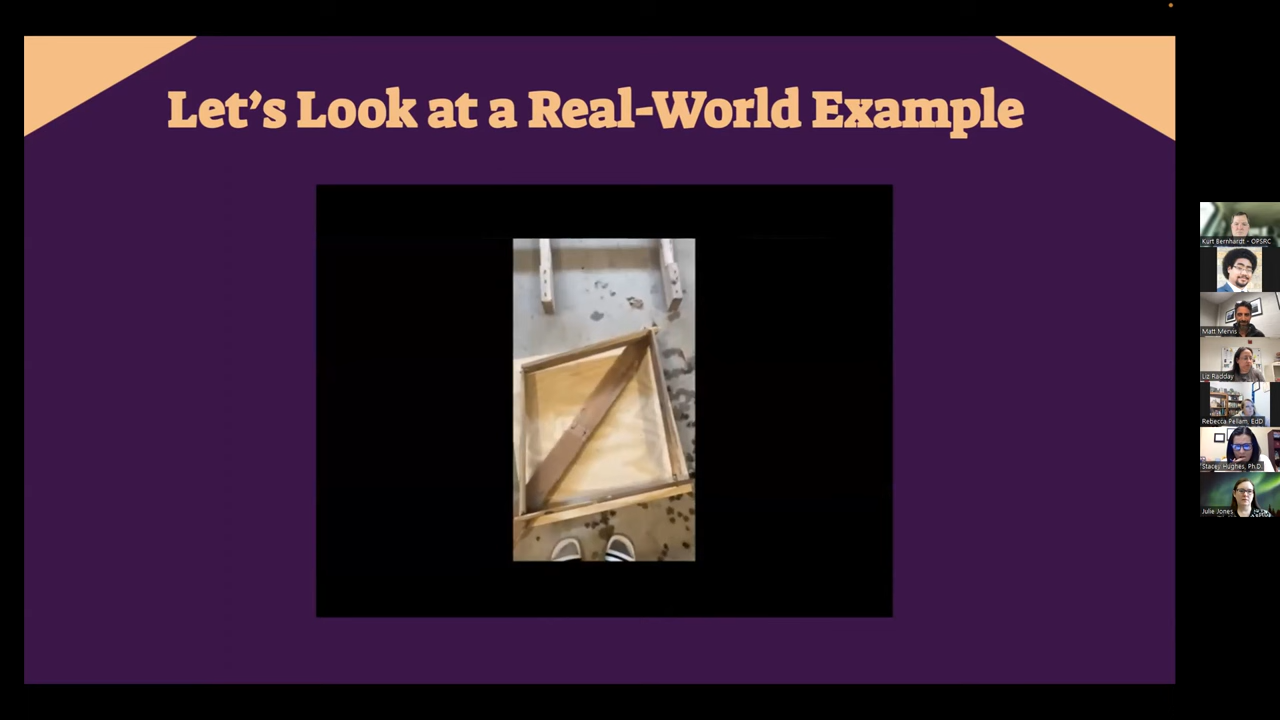 Let's Look at a Real-World Example
Kurt Bernhardt - OPSRC
Matt Mervis
Liz Radday
Rebecca Pellam, EdD
Stacey Hughes, Ph.D.
Julie Jones